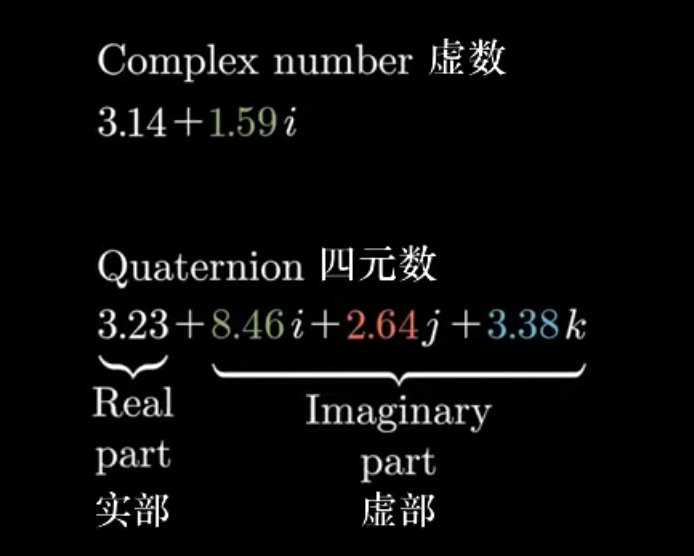 Complex number 虚数
3.14+1.59i
Quaternion 四元数
3.23+8.46i+2.64j+3.38k
Real
part
实部
Imaginary
part
虚部